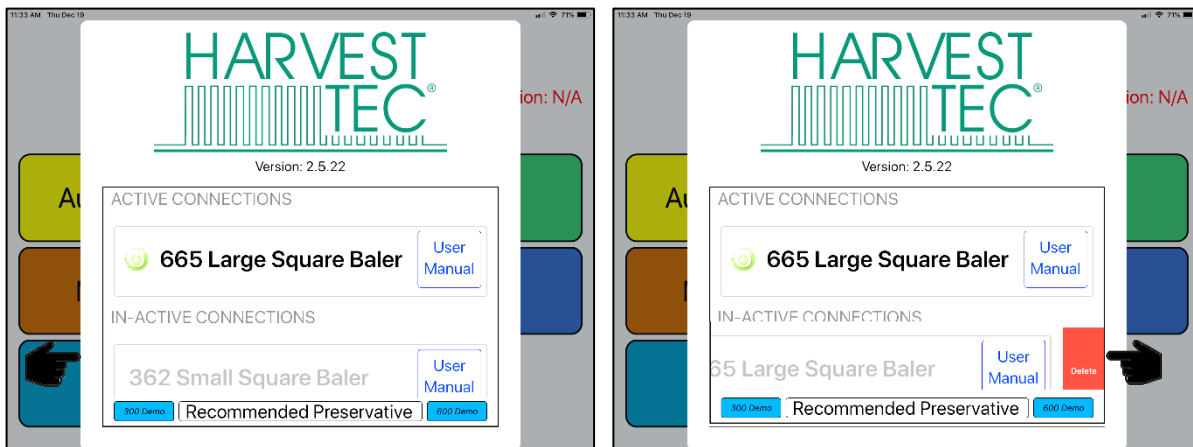 11:33 AM Thu Dec 19
71%
HARVEST
TEC®
ion: N/A
Version: 2.5.22
Au
ACTIVE CONNECTIONS
665 Large Square Baler
User
Manual
IN-ACTIVE CONNECTIONS
362 Small Square Baler
User
Manual
300 Demo
Recommended Preservative
600 Demo
11:33 AM Thu Dec 19
71%
HARVEST
TEC®
ion: N/A
Version: 2.5.22
Au
ACTIVE CONNECTIONS
665 Large Square Baler
User
Manual
IN-ACTIVE CONNECTIONS
65 Large Square Baler
User
Manual
Delete
300 Demo
Recommended Preservative
600 Demo